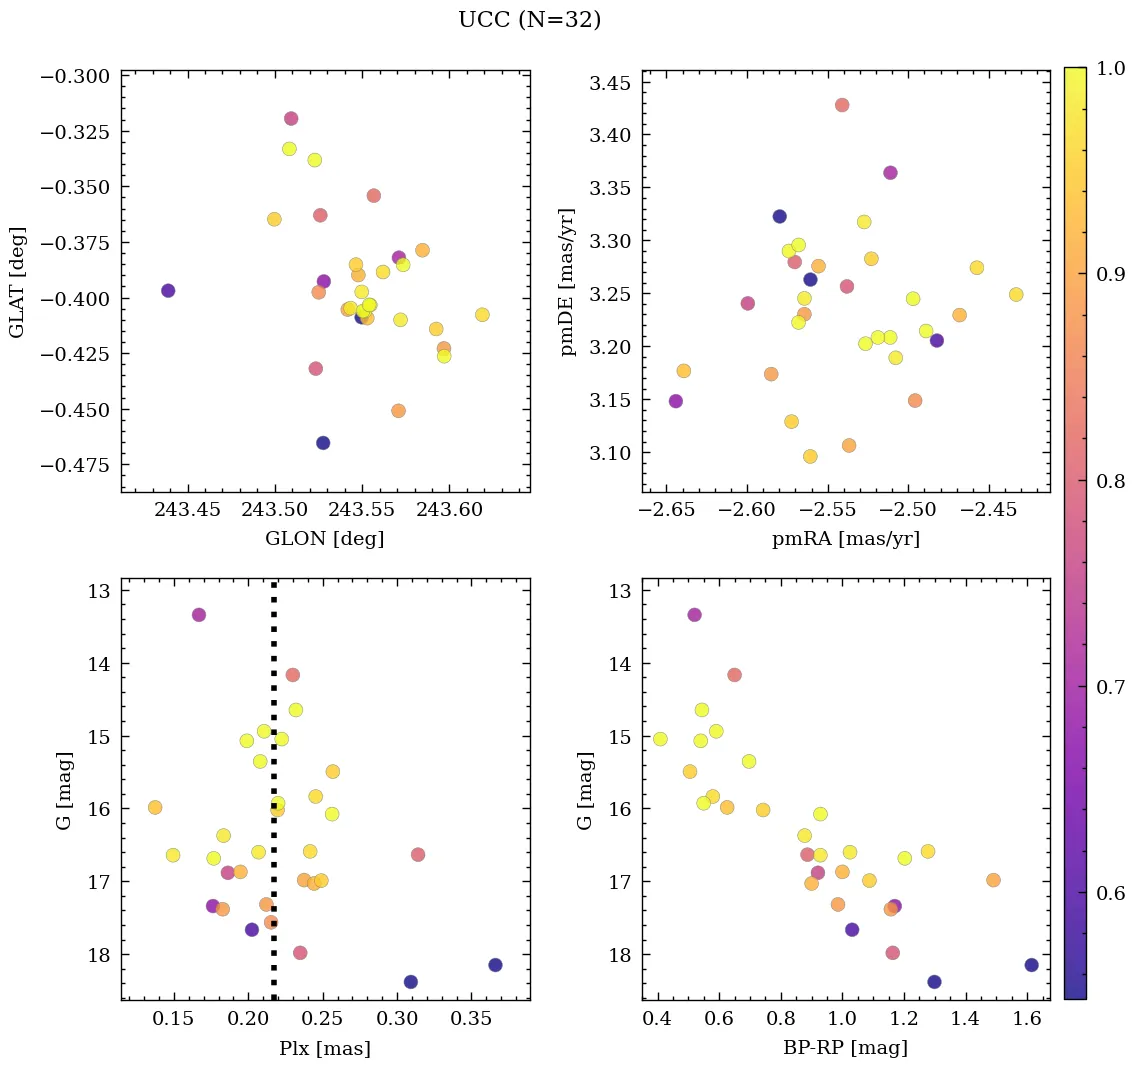 UCC (N=32)
−0.300
−0.325
−0.350
−0.375
−0.400
−0.425
−0.450
−0.475
GLAT [deg]
243.45 243.50 243.55 243.60
GLON [deg]
3.45
3.40
3.35
3.30
3.25
3.20
3.15
3.10
pmDE [mas/yr]
−2.65 −2.60 −2.55 −2.50 −2.45
pmRA [mas/yr]
1.0
0.9
0.8
0.7
0.6
13
14
15
16
17
18
G [mag]
0.15 0.20 0.25 0.30 0.35
Plx [mas]
13
14
15
16
17
18
G [mag]
0.4 0.6 0.8 1.0 1.2 1.4 1.6
BP-RP [mag]